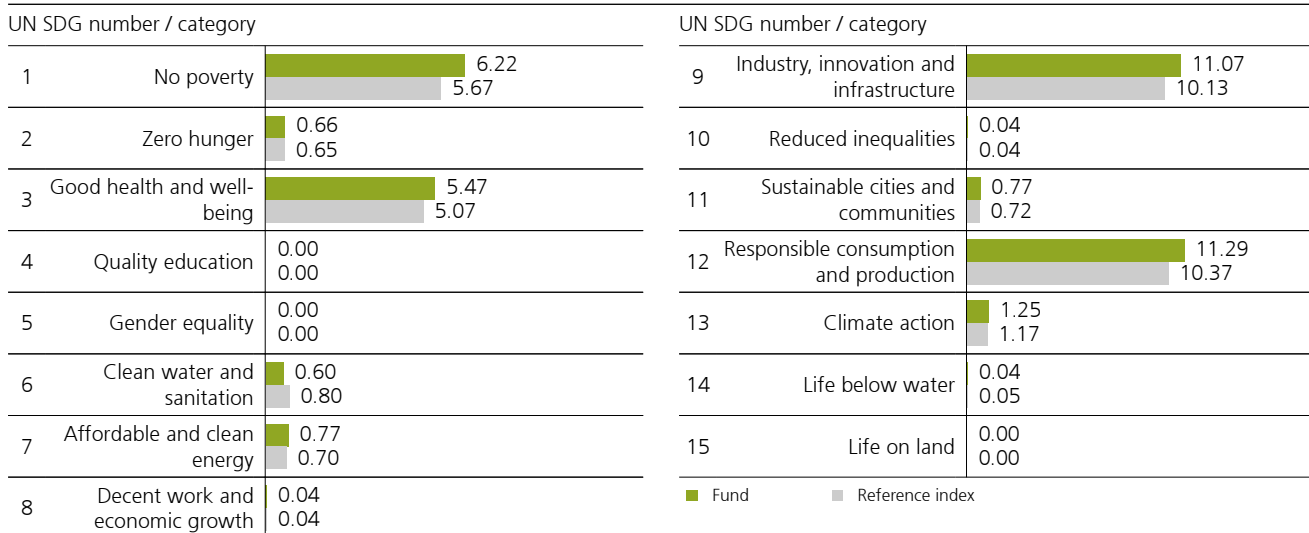 UN SDG number / category
1 No poverty 6.22
5.67
2 Zero hunger 0.66
0.65
3 Good health and well-
being 5.47
5.07
4 Quality education 0.00
0.00
5 Gender equality 0.00
0.00
6 Clean water and
sanitation 0.60
0.80
7 Affordable and clean
energy 0.77
0.70
8 Decent work and
economic growth 0.04
0.04
UN SDG number / category
9 Industry, innovation and
infrastructure 11.07
10.13
10 Reduced inequalities 0.04
0.04
11 Sustainable cities and
communities 0.77
0.72
12 Responsible consumption
and production 11.29
10.37
13 Climate action 1.25
1.17
14 Life below water 0.04
0.05
15 Life on land 0.00
0.00
Fund Reference index